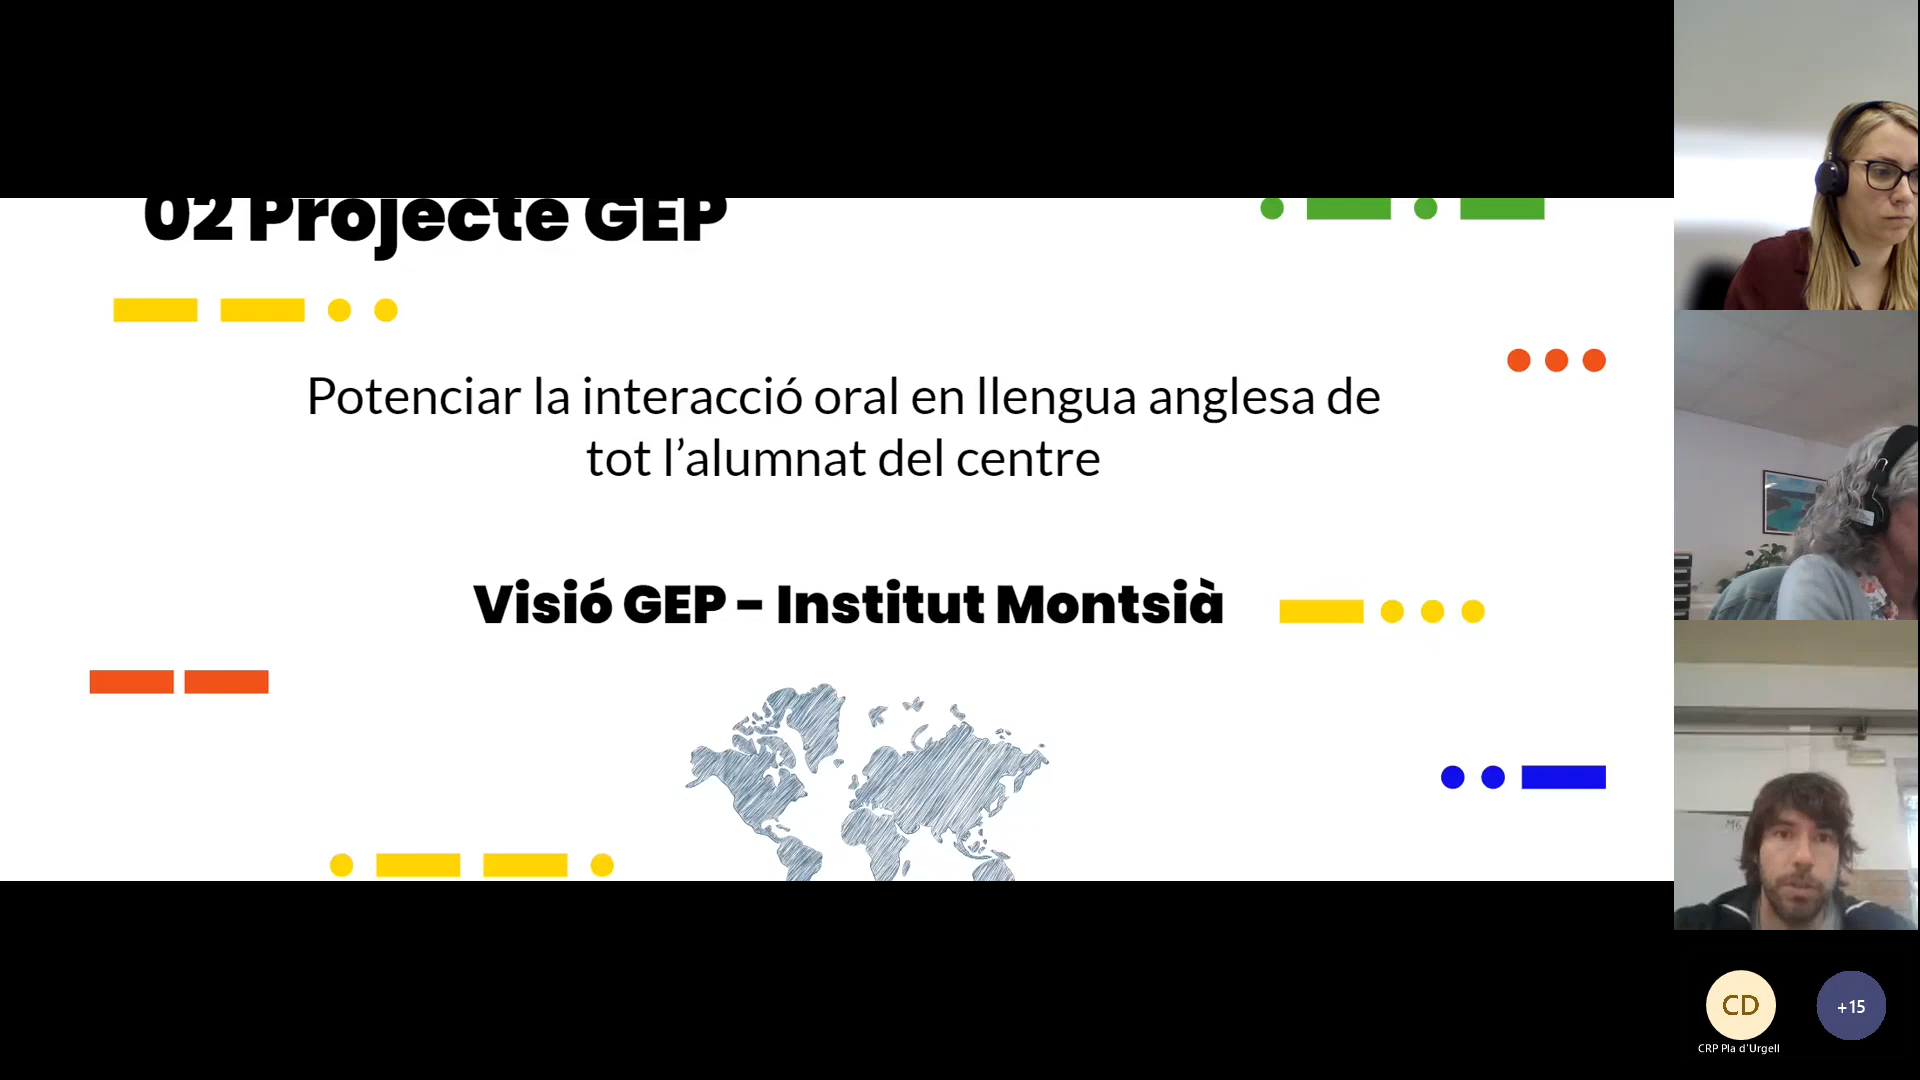 02 Projecte GEP
Potenciar la interacció oral en llengua anglesa de
tot l’alumnat del centre
Visió GEP - Institut Montsià
CD
+15
CRP Pla d'Urgell